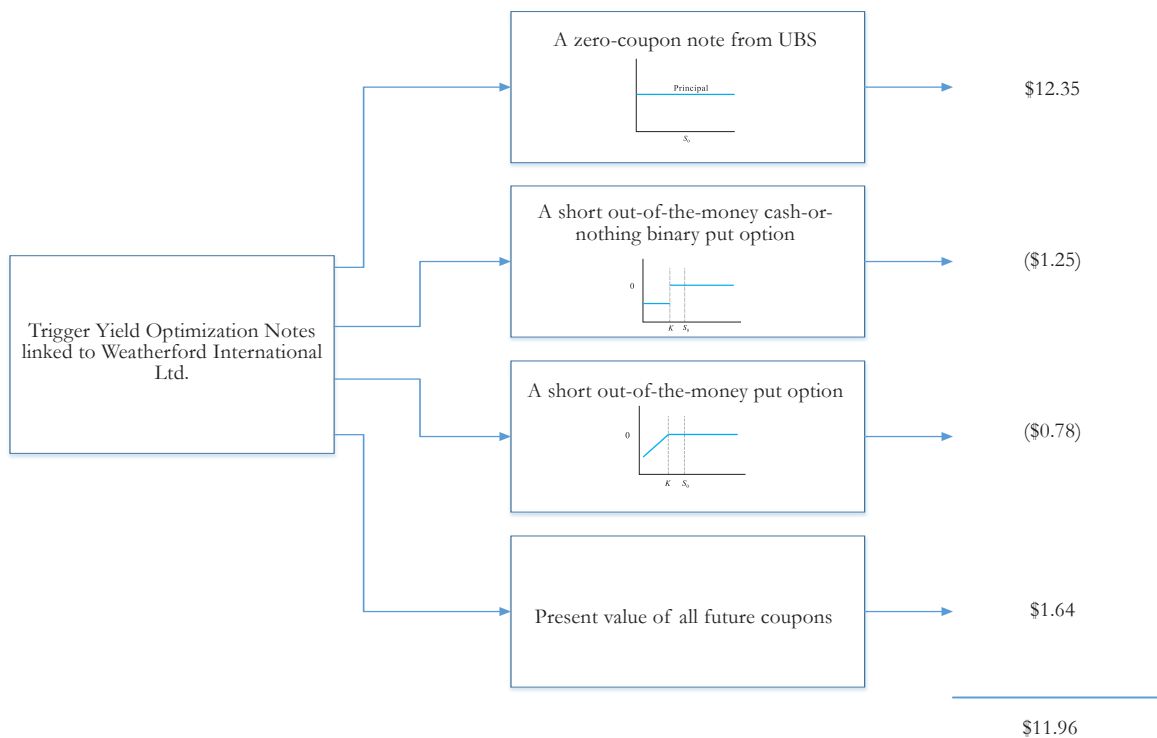 A zero-coupon note from UBS
Principal
S₀
$12.35
A short out-of-the-money cash-or-
nothing binary put option
0
K S₀
($1.25)
Trigger Yield Optimization Notes
linked to Weatherford International
Ltd.
A short out-of-the-money put option
0
K S₀
($0.78)
Present value of all future coupons
$1.64
$11.96